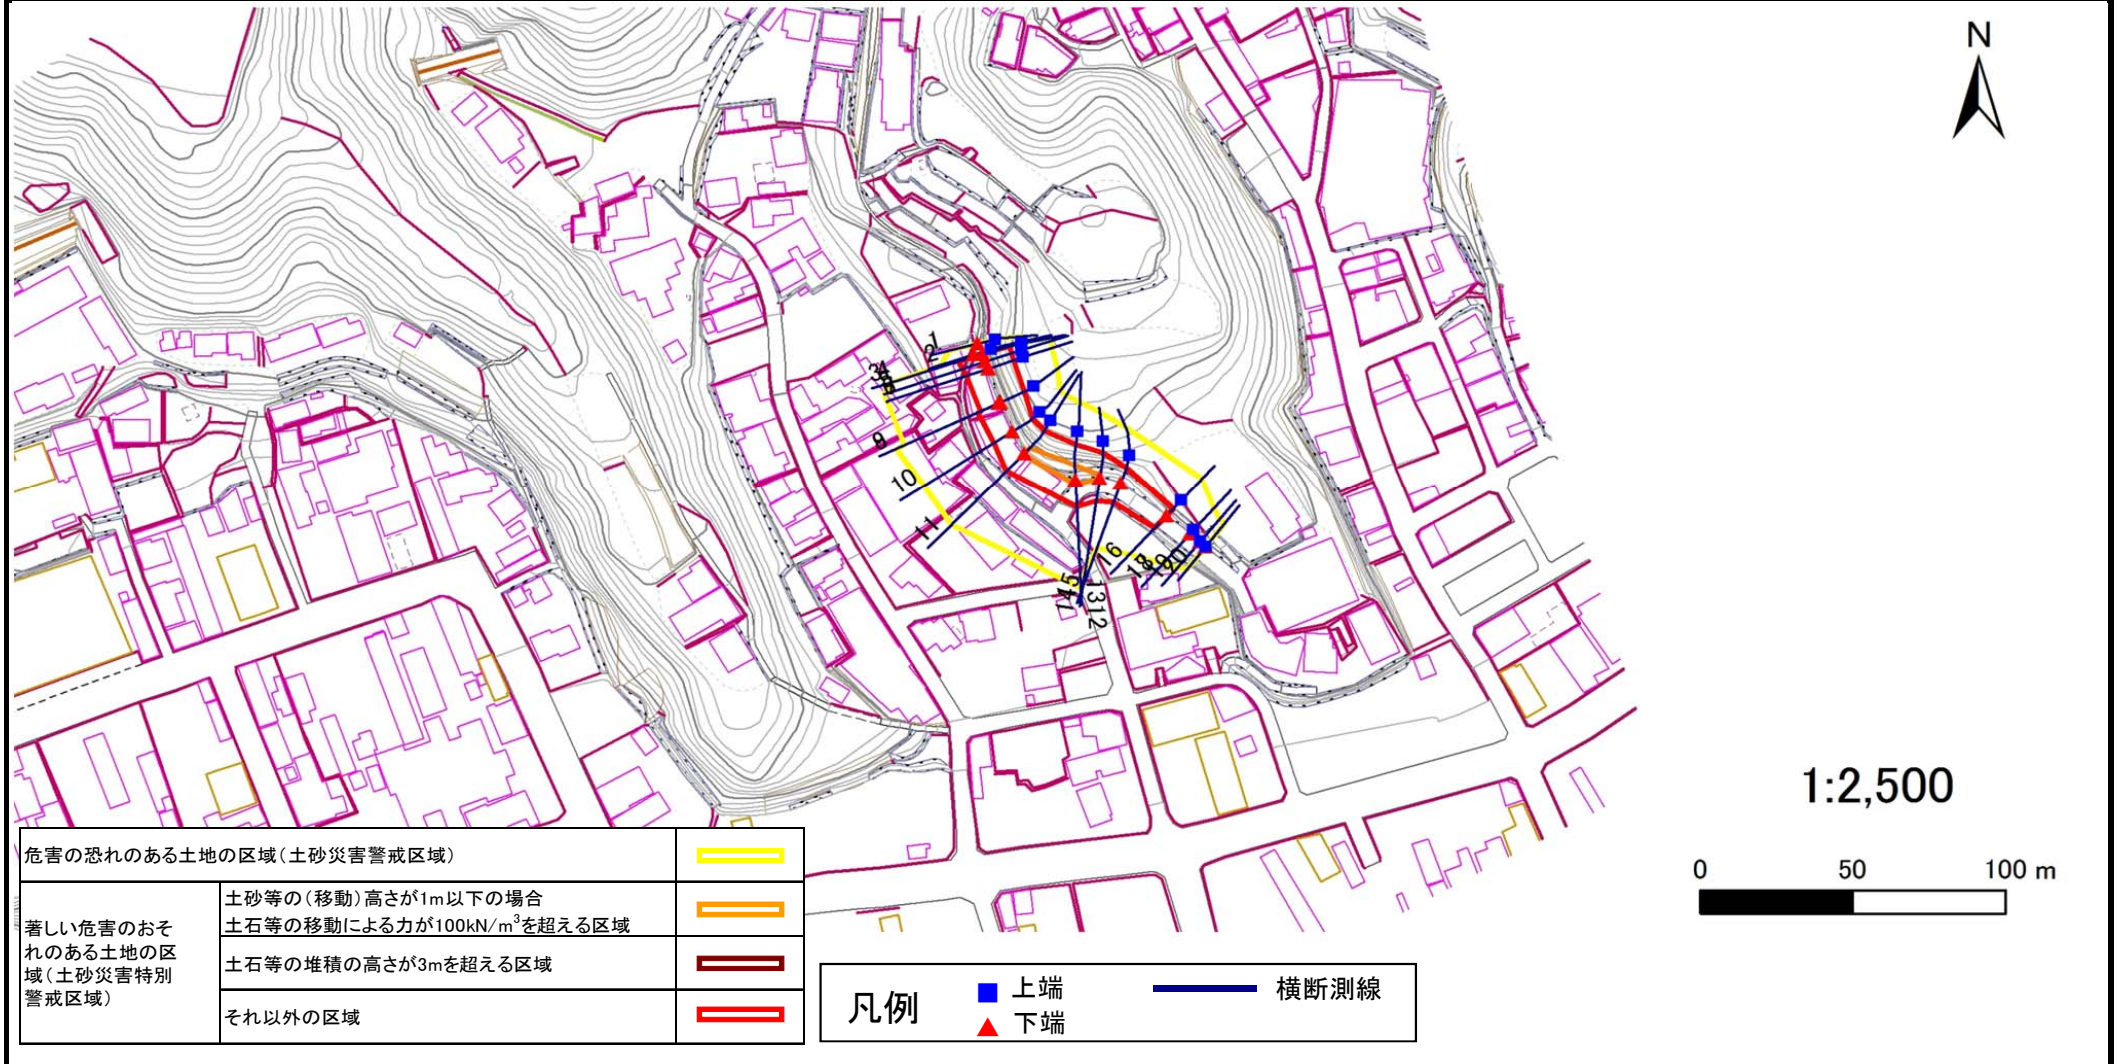 N
1
2
9
10
11
16
14
15
13
12
18
19
20
1:2,500
0 50 100 m
危害の恐れのある土地の区域（土砂災害警戒区域）
著しい危害のおそ
れのある土地の区
域（土砂災害特別
警戒区域）
土砂等の（移動）高さが1m以下の場合
土石等の移動による力が100kN/m³を超える区域
土石等の堆積の高さが3mを超える区域
それ以外の区域
凡例
上端
下端
横断測線